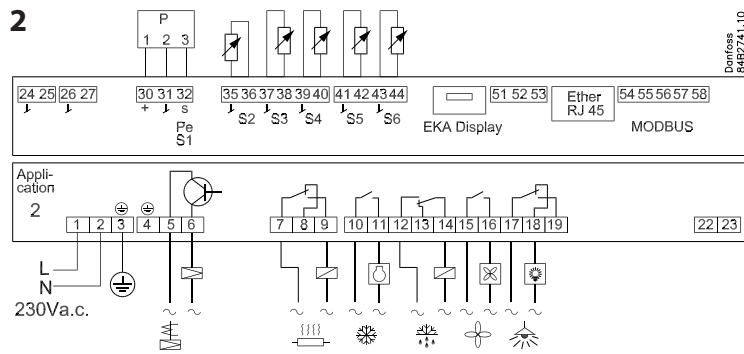 2
P
1 2 3
Danfoss
84B2741.10
24 25 26 27 30 31 32 35 36 37 38 39 40 41 42 43 44 51 52 53 Ether RJ 45 54 55 56 57 58
+ s
Pe
S1
S2 S3 S4 S5 S6
EKA Display
MODBUS
Appli-
cation
2
1 2 3 4 5 6 7 8 9 10 11 12 13 14 15 16 17 18 19 22 23
L
N
230Va.c.